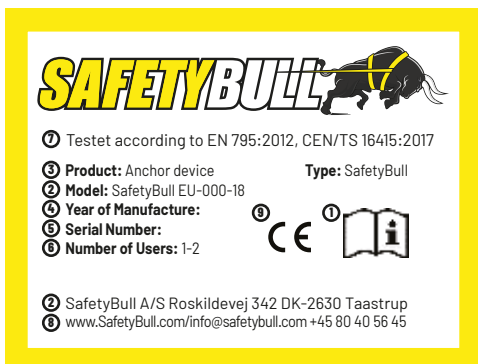 SAFETYBULL
7 Testet according to EN 795:2012, CEN/TS 16415:2017
3 Product: Anchor device Type: SafetyBull
2 Model: SafetyBull EU-000-18
4 Year of Manufacture:
5 Serial Number:
6 Number of Users: 1-2
9 CE 1 i
2 SafetyBull A/S Roskildevej 342 DK-2630 Taastrup
8 www.SafetyBull.com/info@safetybull.com +45 80 40 56 45